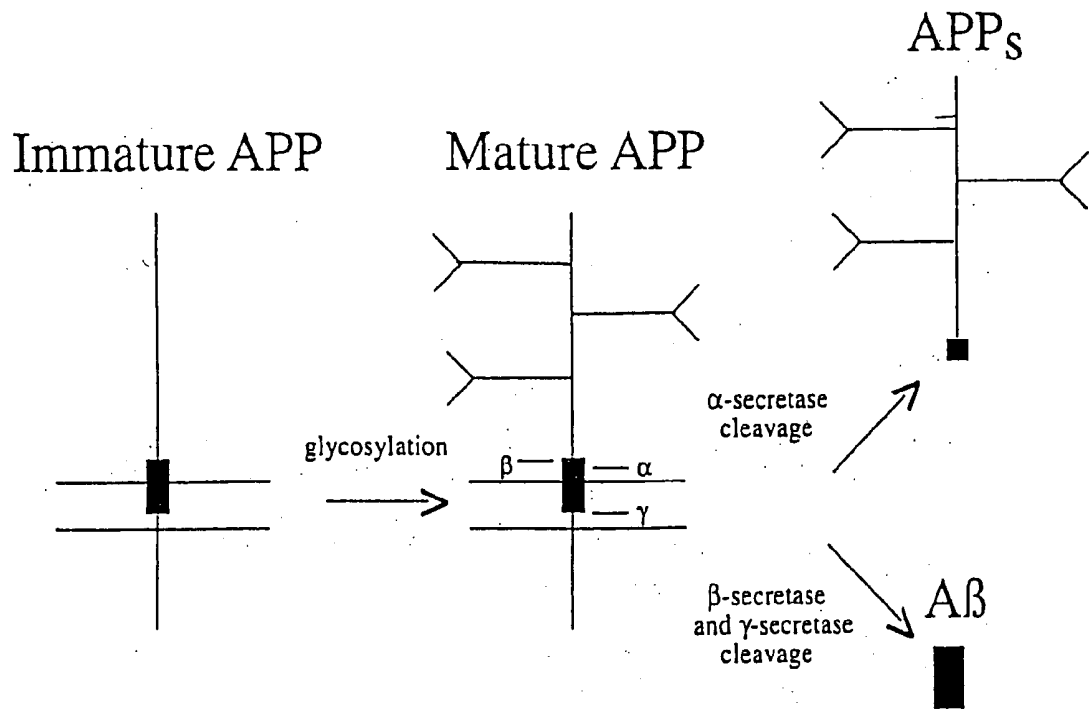 APPs
Immature APP
Mature APP
α-secretase
cleavage
glycosylation
β
α
γ
β-secretase
and γ-secretase
cleavage
Aß